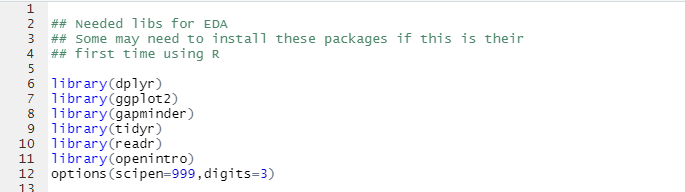 1
2 ## Needed libs for EDA
3 ## Some may need to install these packages if this is their
4 ## first time using R
5
6 library(dplyr)
7 library(ggplot2)
8 library(gapminder)
9 library(tidyr)
10 library(readr)
11 library(openintro)
12 options(scipen=999,digits=3)
13